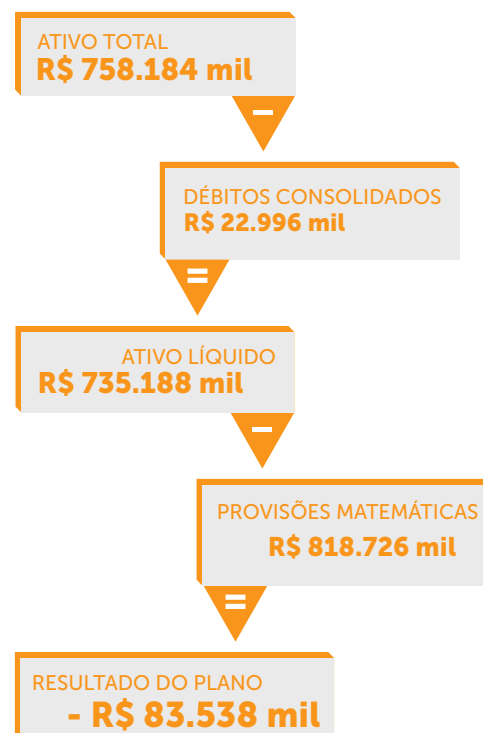 ATIVO TOTAL
R$ 758.184 mil
−
DÉBITOS CONSOLIDADOS
R$ 22.996 mil
=
ATIVO LÍQUIDO
R$ 735.188 mil
−
PROVISÕES MATEMÁTICAS
R$ 818.726 mil
=
RESULTADO DO PLANO
- R$ 83.538 mil